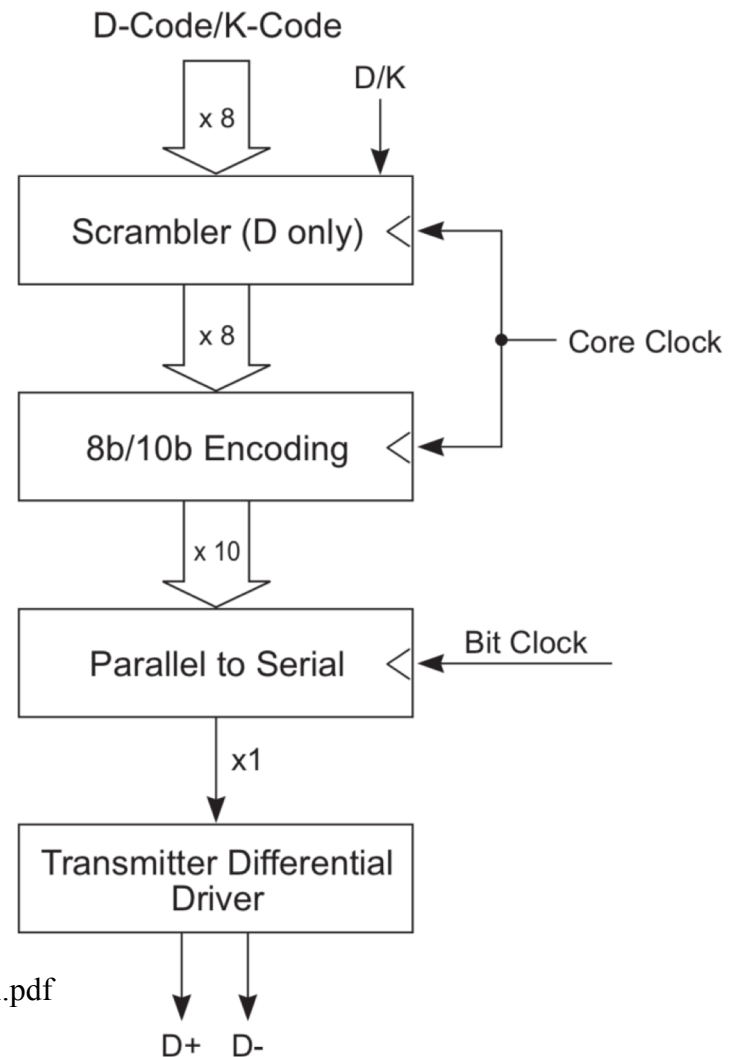 D-Code/K-Code
x 8
D/K
Scrambler (D only)
x 8
Core Clock
8b/10b Encoding
x 10
Bit Clock
Parallel to Serial
x1
Transmitter Differential
Driver
.pdf
D+ D-